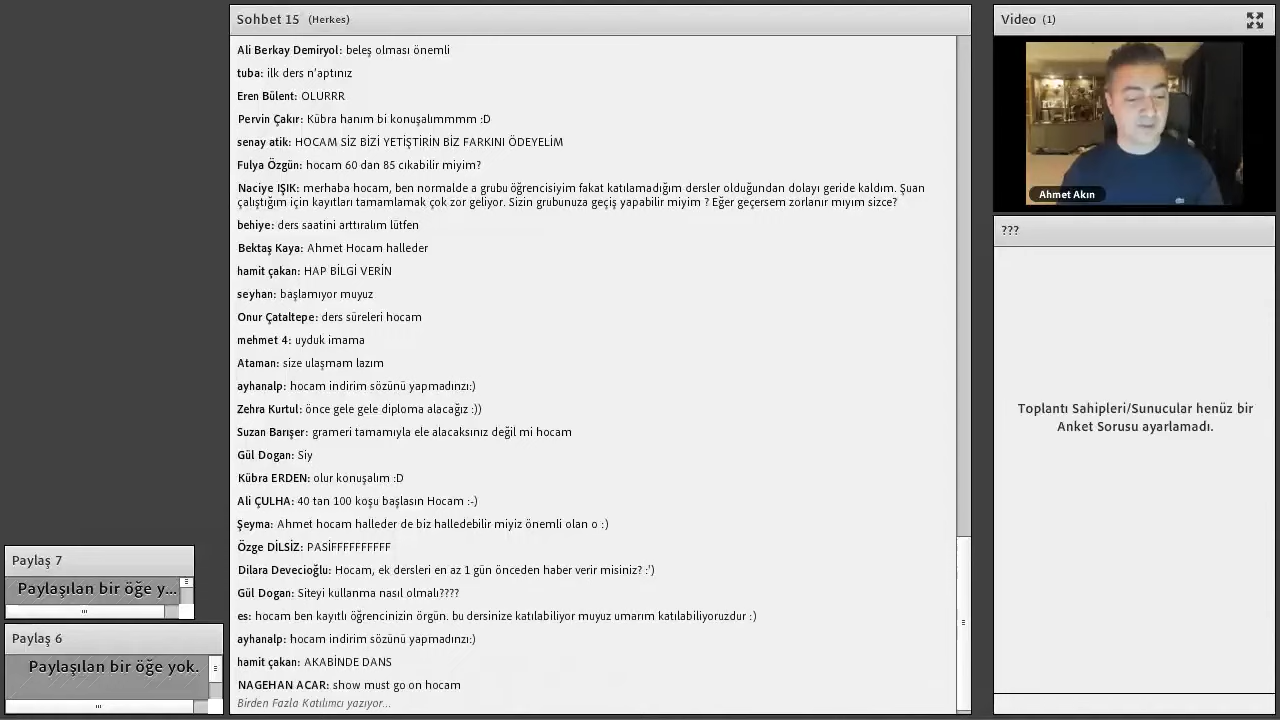 Sohbet 15 (Herkes)
Ali Berkay Demiryol: beleş olması önemli
tuba: ilk ders n'aptınız
Eren Bülent: OLURRR
Pervin Çakır: Kübra hanım bi konuşalımmmm :D
senay atik: HOCAM SİZ BİZİ YETİŞTİRİN BİZ FARKINI ÖDEYELİM
Fulya Özgün: hocam 60 dan 85 cıkabilir miyim?
Naciye IŞIK: merhaba hocam, ben normalde a grubu öğrencisiyim fakat katılamadığım dersler olduğundan dolayı geride kaldım. Şuan
çalıştığım için kayıttan takip etmek çok zor geliyor. Sizin grubunuza geçiş yapabilir miyim ? Eğer geçersem zorlanır mıyım sizce?
behiye: ders saatini arttıralım lütfen
Bektaş Kaya: Ahmet Hocam halleder
hamit çakan: HAP BİLGİ VERİN
seyhan: başlamıyor muyuz
Onur Çataltepe: ders süreleri hocam
mehmet 4: uyduk imama
Ataman: size ulaşmam lazım
ayhanalp: hocam indirim sözünü yapmadınzı:)
Zehra Kurtul: önce gele gele diploma alacağız :))
Suzan Barışer: grameri tamamıyla ele alacaksınız değil mi hocam
Gül Dogan: Siy
Kübra ERDEN: olur konuşalım :D
Ali ÇULHA: 40 tan 100 koşu başlasın Hocam :-)
Şeyma: Ahmet hocam halleder de biz halledebilir miyiz önemli olan o :)
Özge DİLSİZ: PASİFFFFFFFFFF
Dilara Devecioğlu: Hocam, ek dersleri en az 1 gün önceden haber verir misiniz? :')
Gül Dogan: Siteyi kullanma nasıl olmalı????
es: hocam ben kayıtlı öğrencinizin örgün. bu dersinize katılabiliyor muyuz umarım katılabiliyoruzdur :)
ayhanalp: hocam indirim sözünü yapmadınzı:)
hamit çakan: AKABİNDE DANS
NAGEHAN ACAR: show must go on hocam
Birden Fazla Katılımcı yazıyor...
Video (1)
Ahmet Akın
???
Toplantı Sahipleri/Sunucular henüz bir
Anket Sorusu ayarlamadı.
Paylaş 7
Paylaşılan bir öğe y...
Paylaş 6
Paylaşılan bir öğe yok.